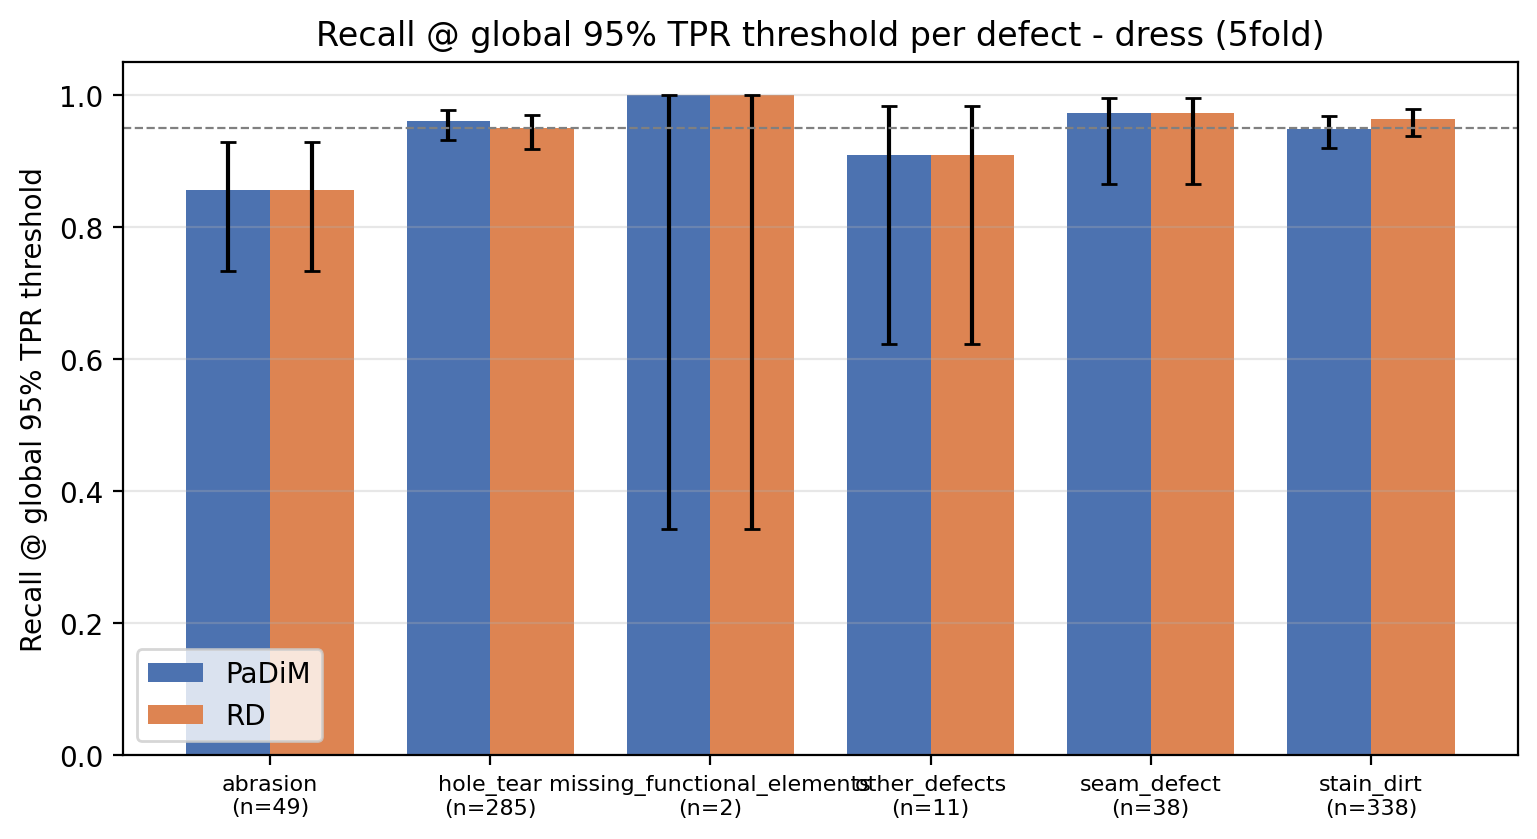 Recall @ global 95% TPR threshold per defect - dress (5fold)
Recall @ global 95% TPR threshold
1.0
0.8
0.6
0.4
0.2
0.0
PaDiM
RD
abrasion
(n=49)
hole_tear
(n=285)
missing_functional_elements
(n=2)
other_defects
(n=11)
seam_defect
(n=38)
stain_dirt
(n=338)